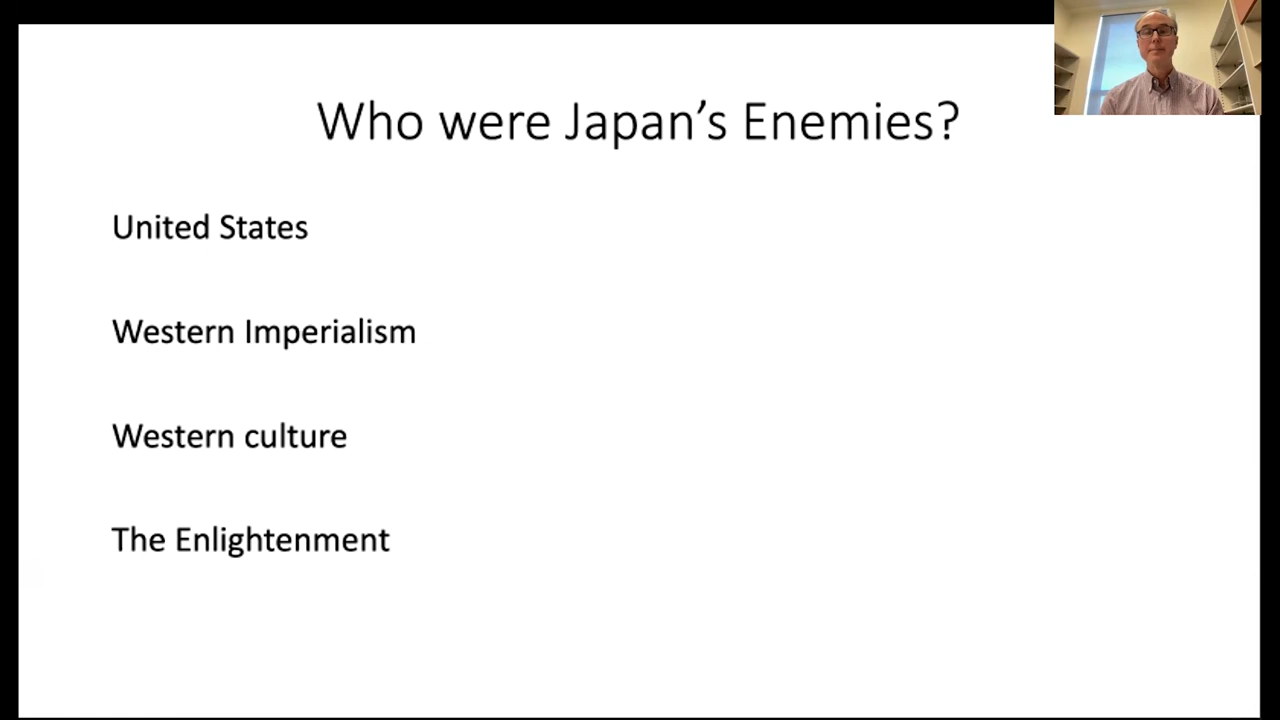 Who were Japan’s Enemies?
United States
Western Imperialism
Western culture
The Enlightenment